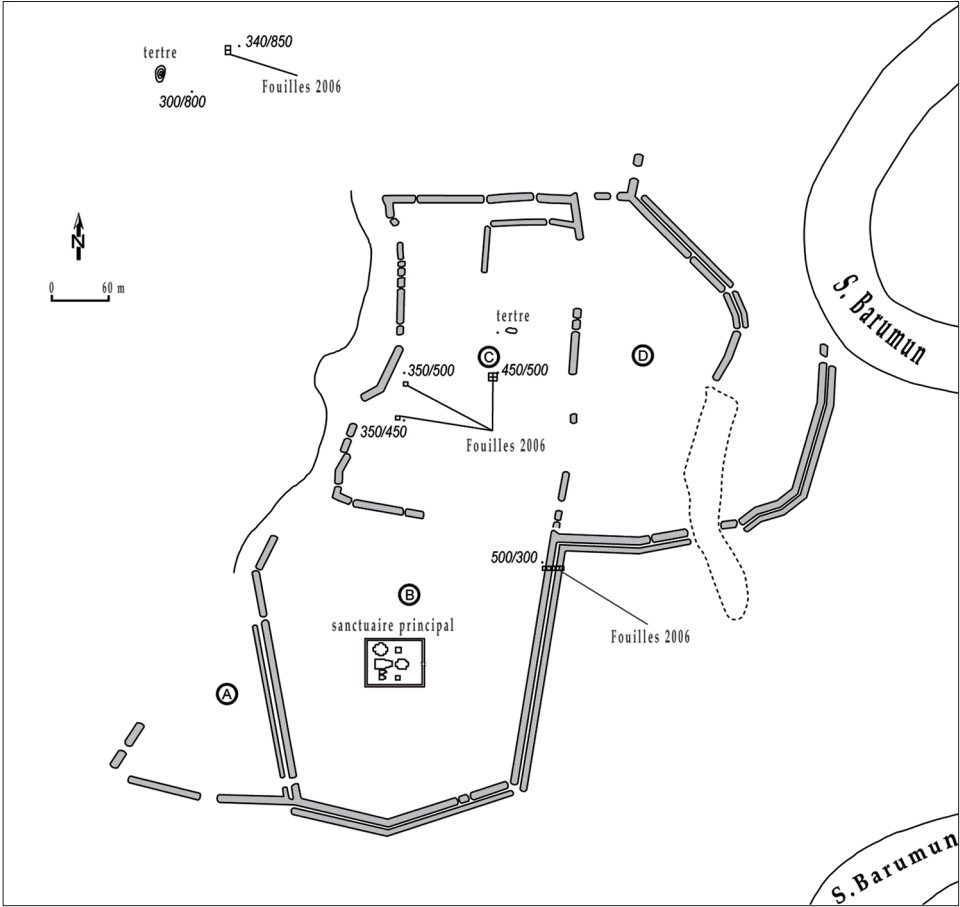 340/850
tertre
Fouilles 2006
300/800
N
0 60 m
S. Barumun
tertre
C
D
350/500
450/500
350/450
Fouilles 2006
500/300
B
sanctuaire principal
Fouilles 2006
A
S. Barumun